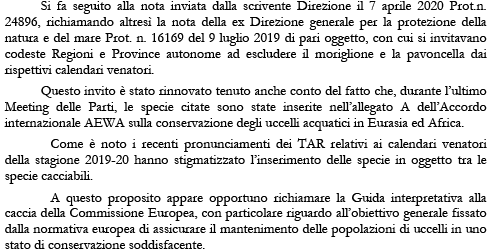 Si fa seguito alla nota inviata dalla scrivente Direzione il 7 aprile 2020 Prot.n.
24896, richiamando altresì la nota della ex Direzione generale per la protezione della
natura e del mare Prot. n. 16169 del 9 luglio 2019 di pari oggetto, con cui si invitavano
codeste Regioni e Province autonome ad escludere il moriglione e la pavoncella dai
rispettivi calendari venatori.
Questo invito è stato rinnovato tenuto anche conto del fatto che, durante l'ultimo
Meeting delle Parti, le specie citate sono state inserite nell'allegato A dell'Accordo
internazionale AEWA sulla conservazione degli uccelli acquatici in Eurasia ed Africa.
Come è noto i recenti pronunciamenti dei TAR relativi ai calendari venatori
della stagione 2019-20 hanno stigmatizzato l'inserimento delle specie in oggetto tra le
specie cacciabili.
A questo proposito appare opportuno richiamare la Guida interpretativa alla
caccia della Commissione Europea, con particolare riguardo all'obiettivo generale fissato
dalla normativa europea di assicurare il mantenimento delle popolazioni di uccelli in uno
stato di conservazione soddisfacente.